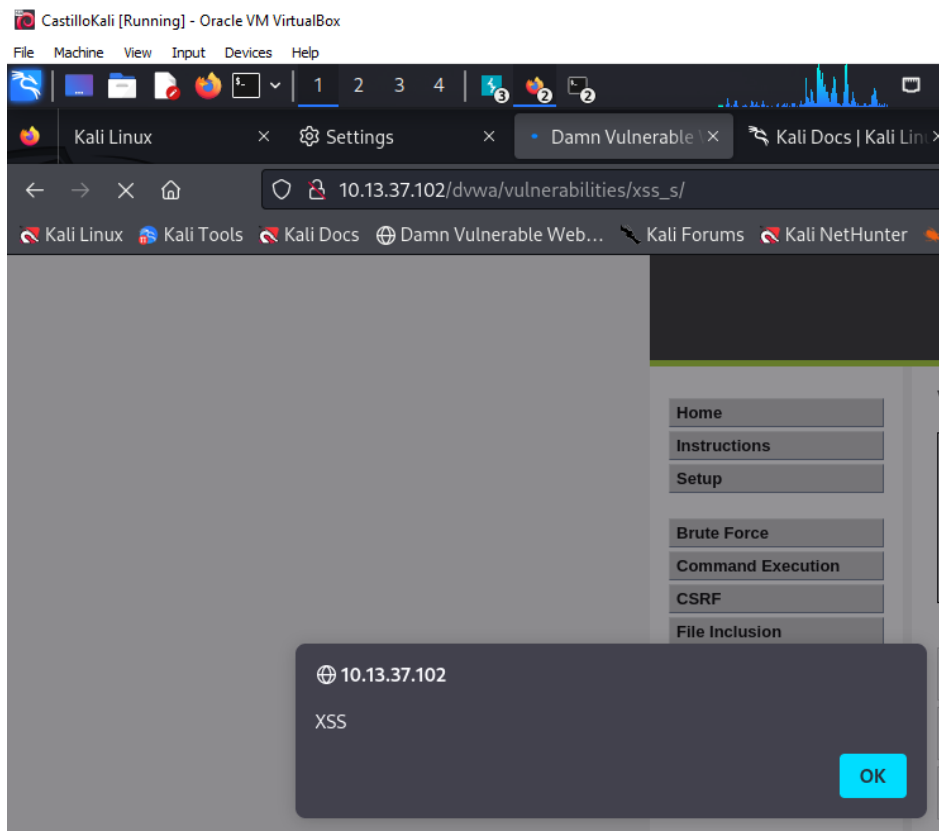 CastilloKali [Running] - Oracle VM VirtualBox
File Machine View Input Devices Help
1 2 3 4 3 2 2
Kali Linux Settings Damn Vulnerable Kali Docs | Kali Lin
10.13.37.102/dvwa/vulnerabilities/xss_s/
Kali Linux Kali Tools Kali Docs Damn Vulnerable Web... Kali Forums Kali NetHunter
Home
Instructions
Setup
Brute Force
Command Execution
CSRF
File Inclusion
10.13.37.102
XSS
OK